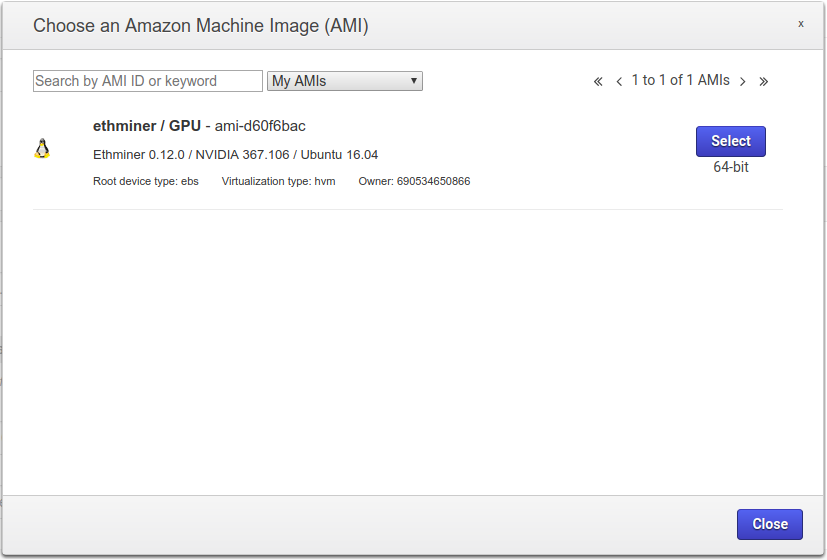 Choose an Amazon Machine Image (AMI) x
Search by AMI ID or keyword My AMIs 1 to 1 of 1 AMIs
ethminer / GPU - ami-d60f6bac Select
Ethminer 0.12.0 / NVIDIA 367.106 / Ubuntu 16.04 64-bit
Root device type: ebs Virtualization type: hvm Owner: 690534650866
Close